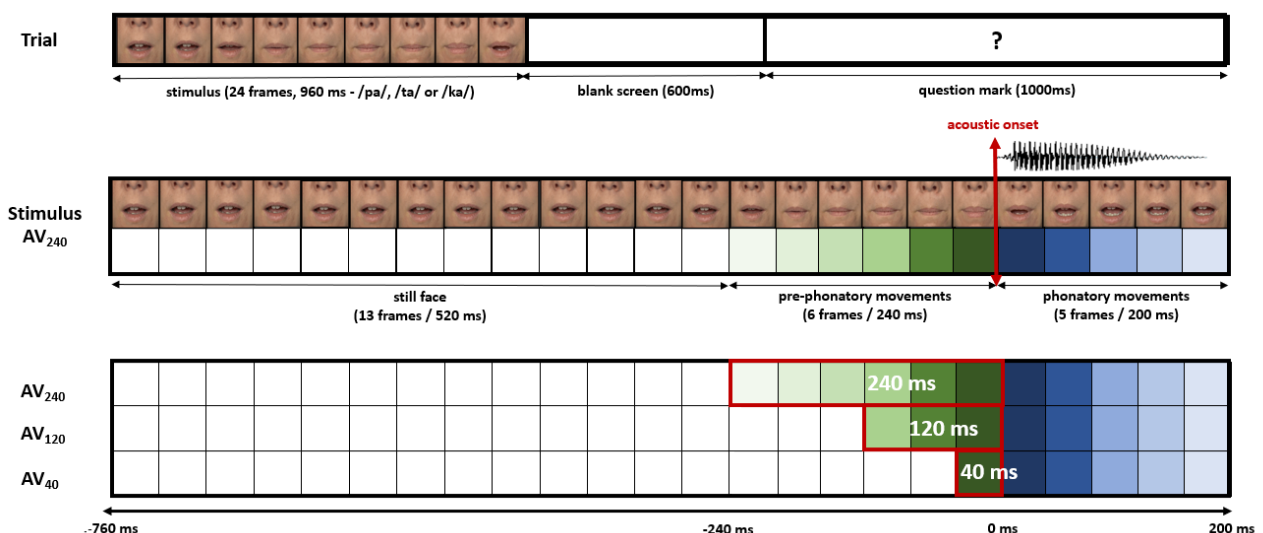 Trial
?
stimulus (24 frames, 960 ms - /pa/, /ta/ or /ka/)
blank screen (600ms)
question mark (1000ms)
acoustic onset
Stimulus
AV240
still face
(13 frames / 520 ms)
pre-phonatory movements
(6 frames / 240 ms)
phonatory movements
(5 frames / 200 ms)
AV240
240 ms
AV120
120 ms
AV40
40 ms
-760 ms
-240 ms
0 ms
200 ms